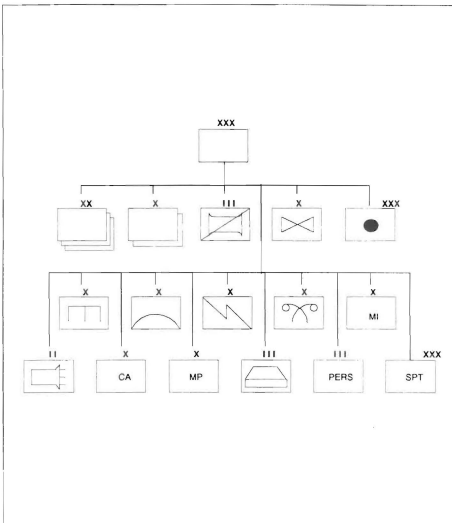 XXX
XX X III X XXX
X X X X X
MI
II X X III III XXX
CA MP PERS SPT